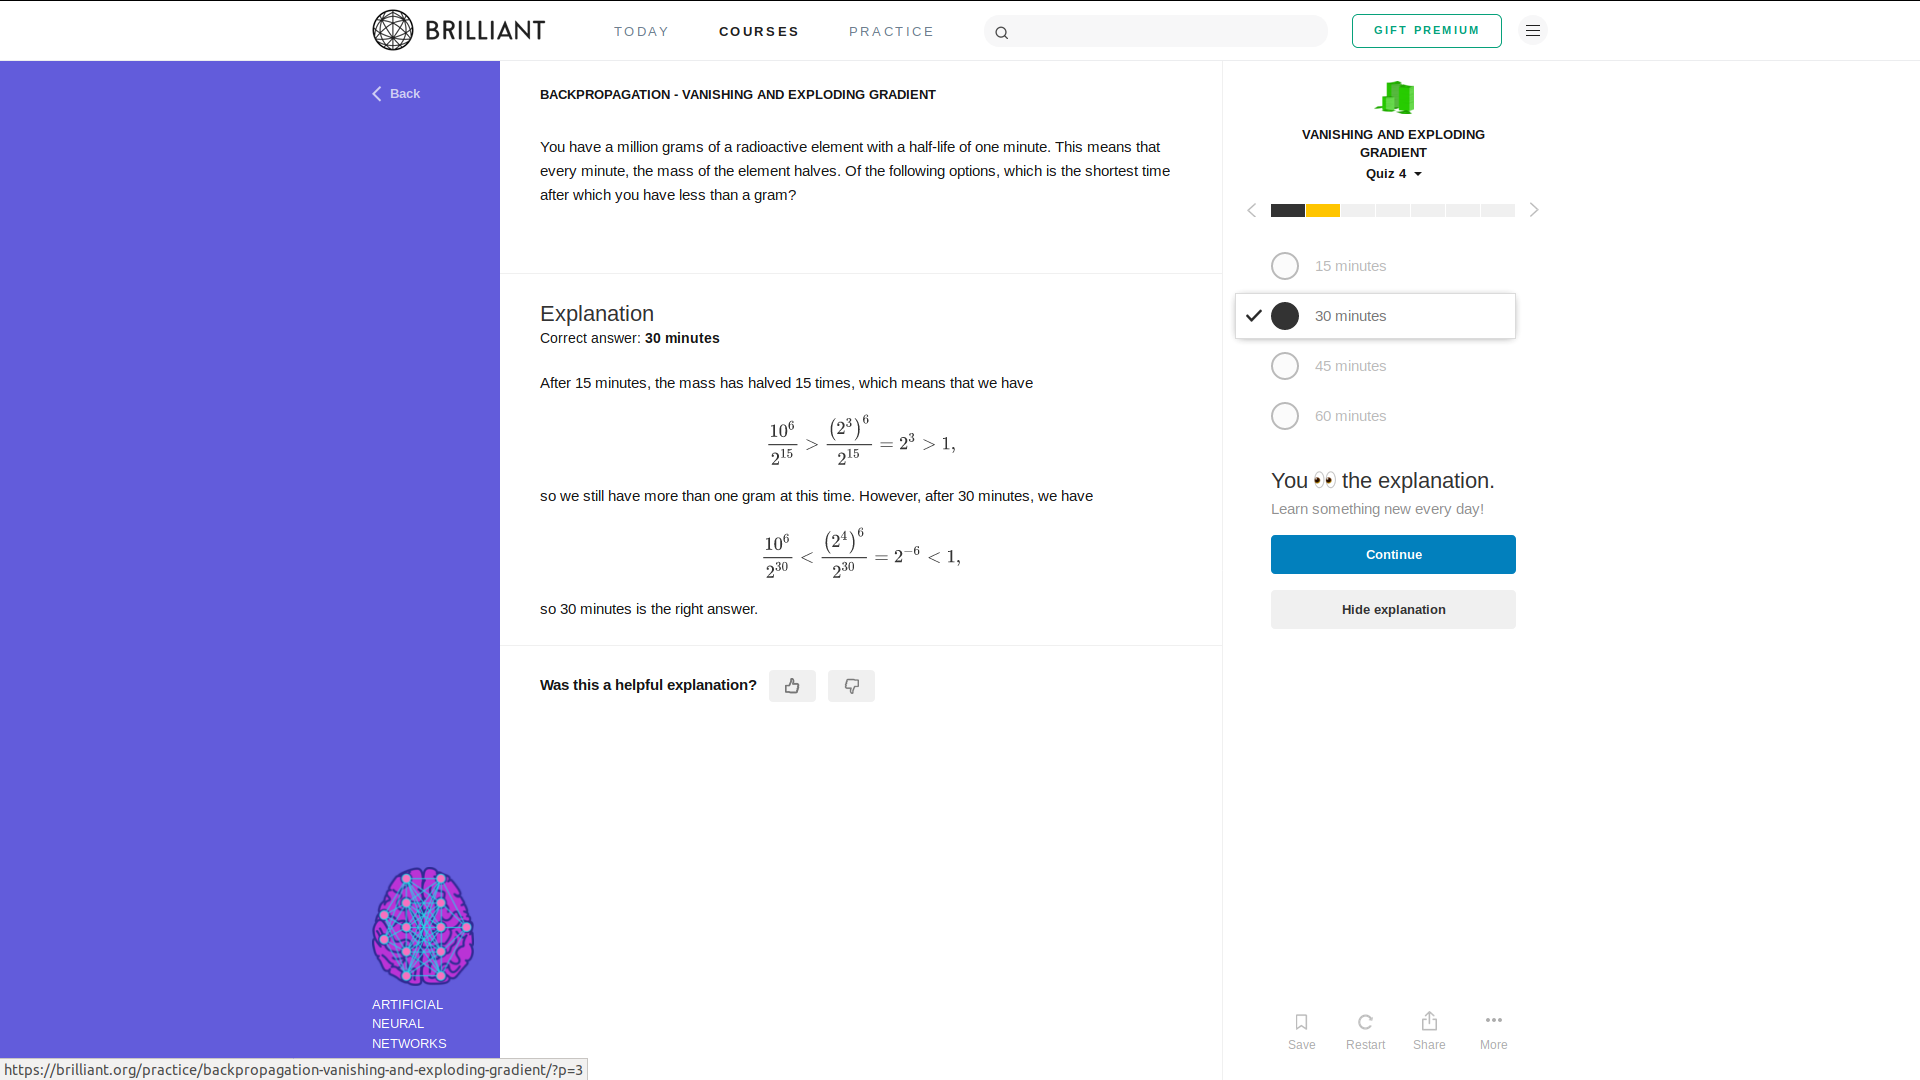 BRILLIANT
TODAY
COURSES
PRACTICE
GIFT PREMIUM
Back
BACKPROPAGATION - VANISHING AND EXPLODING GRADIENT
You have a million grams of a radioactive element with a half-life of one minute. This means that
every minute, the mass of the element halves. Of the following options, which is the shortest time
after which you have less than a gram?
Explanation
Correct answer: 30 minutes
After 15 minutes, the mass has halved 15 times, which means that we have
10^6 / 2^15 > (2^3)^6 / 2^15 = 2^3 > 1,
so we still have more than one gram at this time. However, after 30 minutes, we have
10^6 / 2^30 < (2^4)^6 / 2^30 = 2^−6 < 1,
so 30 minutes is the right answer.
Was this a helpful explanation?
VANISHING AND EXPLODING
GRADIENT
Quiz 4
15 minutes
30 minutes
45 minutes
60 minutes
You 👀 the explanation.
Learn something new every day!
Continue
Hide explanation
ARTIFICIAL
NEURAL
NETWORKS
Save
Restart
Share
More
https://brilliant.org/practice/backpropagation-vanishing-and-exploding-gradient/?p=3